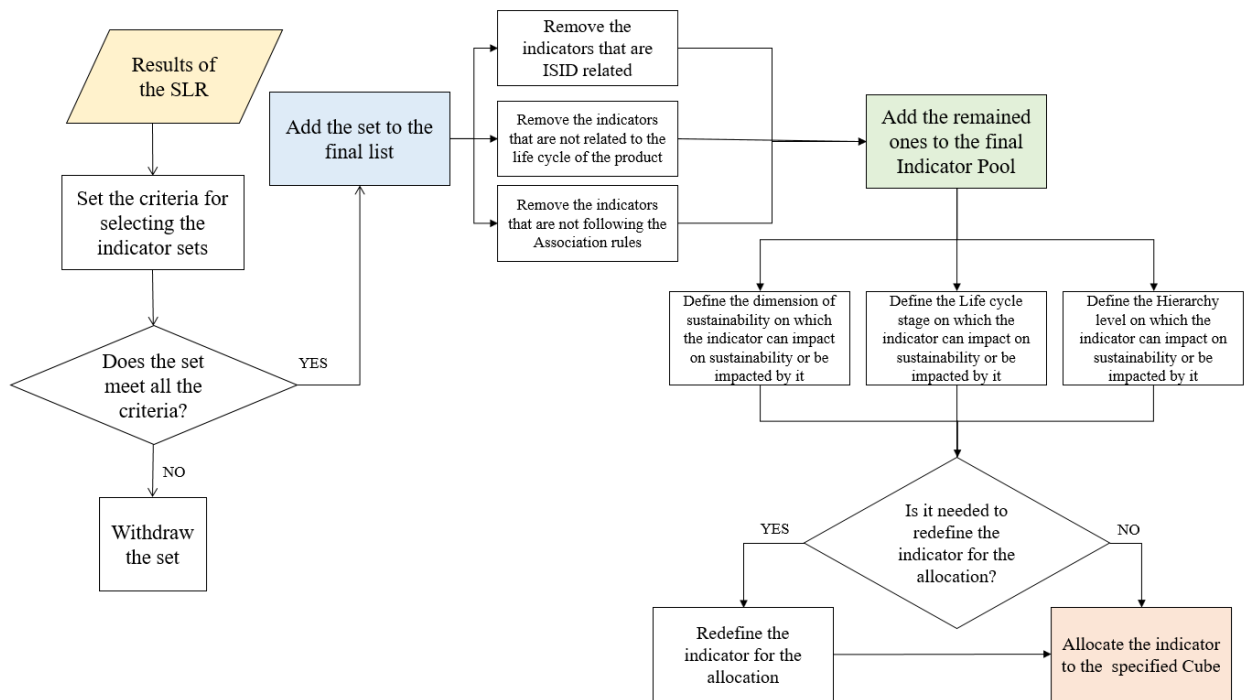 Results of
the SLR
Set the criteria for
selecting the
indicator sets
Does the set
meet all the
criteria?
YES
NO
Withdraw
the set
Add the set to the
final list
Remove the
indicators that are
ISID related
Remove the indicators
that are not related to the
life cycle of the product
Remove the indicators
that are not following the
Association rules
Add the remained
ones to the final
Indicator Pool
Define the dimension of
sustainability on which
the indicator can impact
on sustainability or be
impacted by it
Define the Life cycle
stage on which the
indicator can impact on
sustainability or be
impacted by it
Define the Hierarchy
level on which the
indicator can impact on
sustainability or be
impacted by it
Is it needed to
redefine the
indicator for the
allocation?
YES
NO
Redefine the
indicator for the
allocation
Allocate the indicator
to the specified Cube